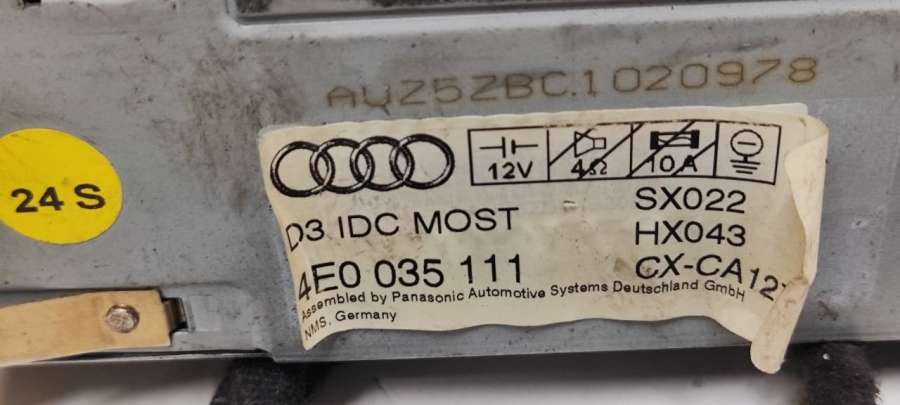 AUZ5ZBC.1020978
24 S
12V
4Ω
10A
D3 IDC MOST
SX022
HX043
4E0 035 111
CX-CA12
Assembled by Panasonic Automotive Systems Deutschland GmbH
NMS, Germany